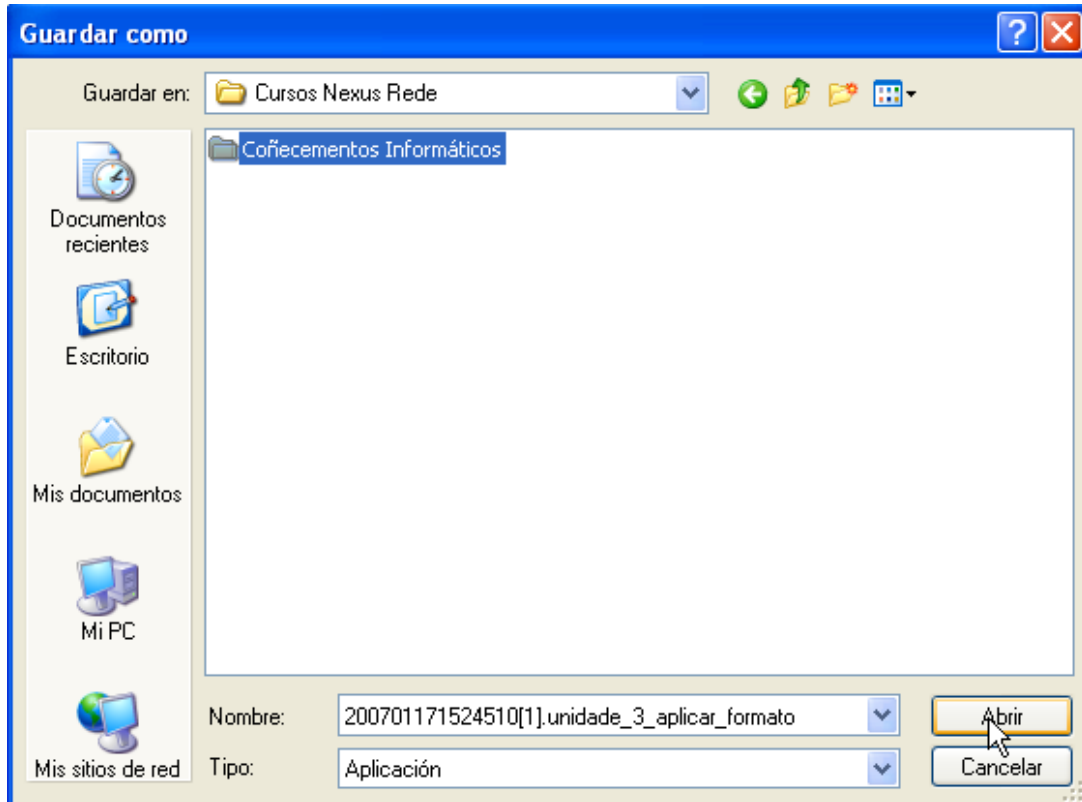 Guardar como
Guardar en:
Cursos Nexus Rede
Coñecementos Informáticos
Documentos
recientes
Escritorio
Mis documentos
Mi PC
Mis sitios de red
Nombre:
200701171524510[1].unidade_3_aplicar_formato
Abrir
Tipo:
Aplicación
Cancelar